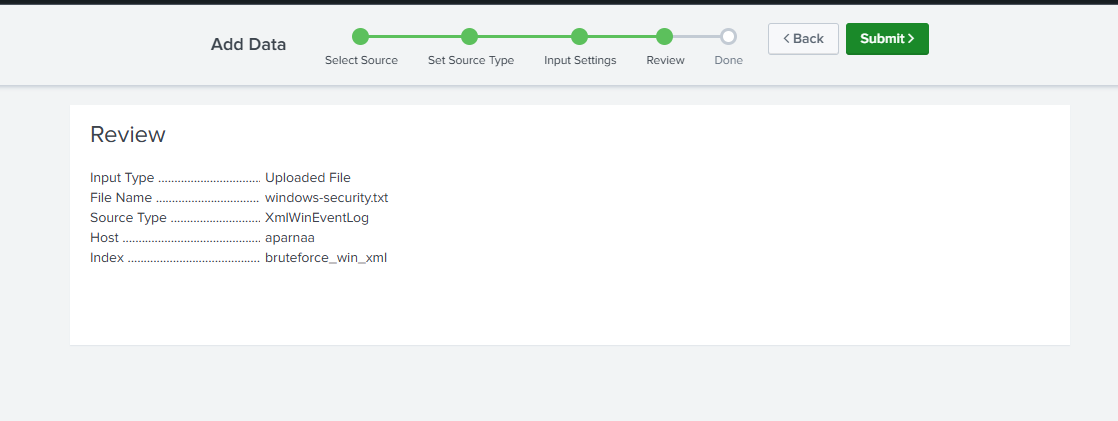 Add Data
Select Source
Set Source Type
Input Settings
Review
Done
< Back
Submit >
Review
Input Type ................................ Uploaded File
File Name ................................ windows-security.txt
Source Type ............................ XmlWinEventLog
Host ........................................... aparnaa
Index ......................................... bruteforce_win_xml